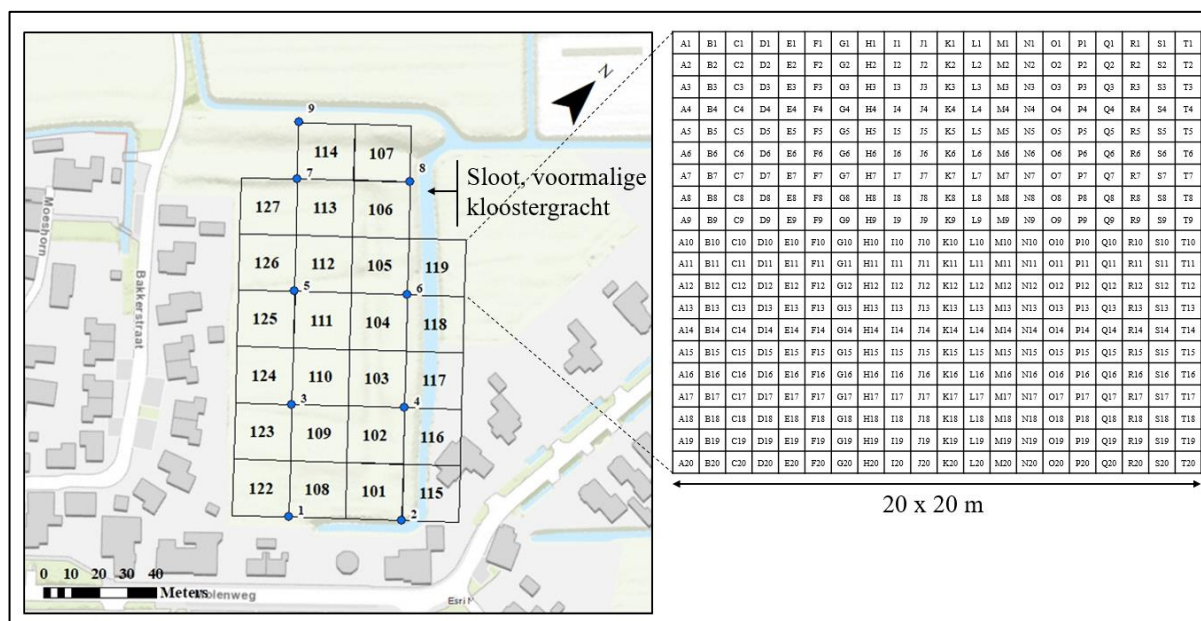 N
9
114 107
8
7
Sloot, voormalige
kloostergracht
127 113 106
126 112 105 119
5
6
125 111 104 118
124 110 103 117
3
4
123 109 102 116
122 108 101 115
1
2
Moeshorn
Bakkerstraat
0 10 20 30 40
Meters
Molenweg
Esri
A1 B1 C1 D1 E1 F1 G1 H1 I1 J1 K1 L1 M1 N1 O1 P1 Q1 R1 S1 T1
A2 B2 C2 D2 E2 F2 G2 H2 I2 J2 K2 L2 M2 N2 O2 P2 Q2 R2 S2 T2
A3 B3 C3 D3 E3 F3 G3 H3 I3 J3 K3 L3 M3 N3 O3 P3 Q3 R3 S3 T3
A4 B4 C4 D4 E4 F4 G4 H4 I4 J4 K4 L4 M4 N4 O4 P4 Q4 R4 S4 T4
A5 B5 C5 D5 E5 F5 G5 H5 I5 J5 K5 L5 M5 N5 O5 P5 Q5 R5 S5 T5
A6 B6 C6 D6 E6 F6 G6 H6 I6 J6 K6 L6 M6 N6 O6 P6 Q6 R6 S6 T6
A7 B7 C7 D7 E7 F7 G7 H7 I7 J7 K7 L7 M7 N7 O7 P7 Q7 R7 S7 T7
A8 B8 C8 D8 E8 F8 G8 H8 I8 J8 K8 L8 M8 N8 O8 P8 Q8 R8 S8 T8
A9 B9 C9 D9 E9 F9 G9 H9 I9 J9 K9 L9 M9 N9 O9 P9 Q9 R9 S9 T9
A10 B10 C10 D10 E10 F10 G10 H10 I10 J10 K10 L10 M10 N10 O10 P10 Q10 R10 S10 T10
A11 B11 C11 D11 E11 F11 G11 H11 I11 J11 K11 L11 M11 N11 O11 P11 Q11 R11 S11 T11
A12 B12 C12 D12 E12 F12 G12 H12 I12 J12 K12 L12 M12 N12 O12 P12 Q12 R12 S12 T12
A13 B13 C13 D13 E13 F13 G13 H13 I13 J13 K13 L13 M13 N13 O13 P13 Q13 R13 S13 T13
A14 B14 C14 D14 E14 F14 G14 H14 I14 J14 K14 L14 M14 N14 O14 P14 Q14 R14 S14 T14
A15 B15 C15 D15 E15 F15 G15 H15 I15 J15 K15 L15 M15 N15 O15 P15 Q15 R15 S15 T15
A16 B16 C16 D16 E16 F16 G16 H16 I16 J16 K16 L16 M16 N16 O16 P16 Q16 R16 S16 T16
A17 B17 C17 D17 E17 F17 G17 H17 I17 J17 K17 L17 M17 N17 O17 P17 Q17 R17 S17 T17
A18 B18 C18 D18 E18 F18 G18 H18 I18 J18 K18 L18 M18 N18 O18 P18 Q18 R18 S18 T18
A19 B19 C19 D19 E19 F19 G19 H19 I19 J19 K19 L19 M19 N19 O19 P19 Q19 R19 S19 T19
A20 B20 C20 D20 E20 F20 G20 H20 I20 J20 K20 L20 M20 N20 O20 P20 Q20 R20 S20 T20
20 x 20 m